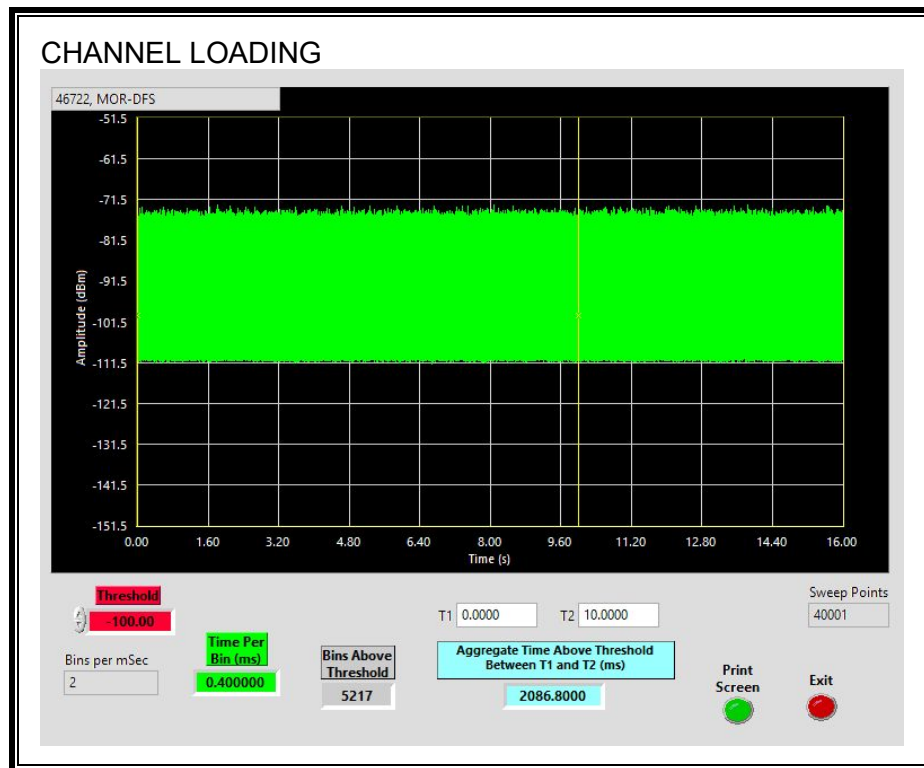 CHANNEL LOADING
46722, MOR-DFS
-51.5
-61.5
-71.5
-81.5
-91.5
-101.5
-111.5
-121.5
-131.5
-141.5
-151.5
Amplitude (dBm)
0.00 1.60 3.20 4.80 6.40 8.00 9.60 11.20 12.80 14.40 16.00
Time (s)
Threshold
-100.00
Bins per mSec
2
Time Per
Bin (ms)
0.400000
Bins Above
Threshold
5217
T1 0.0000 T2 10.0000
Aggregate Time Above Threshold
Between T1 and T2 (ms)
2086.8000
Sweep Points
40001
Print
Screen
Exit